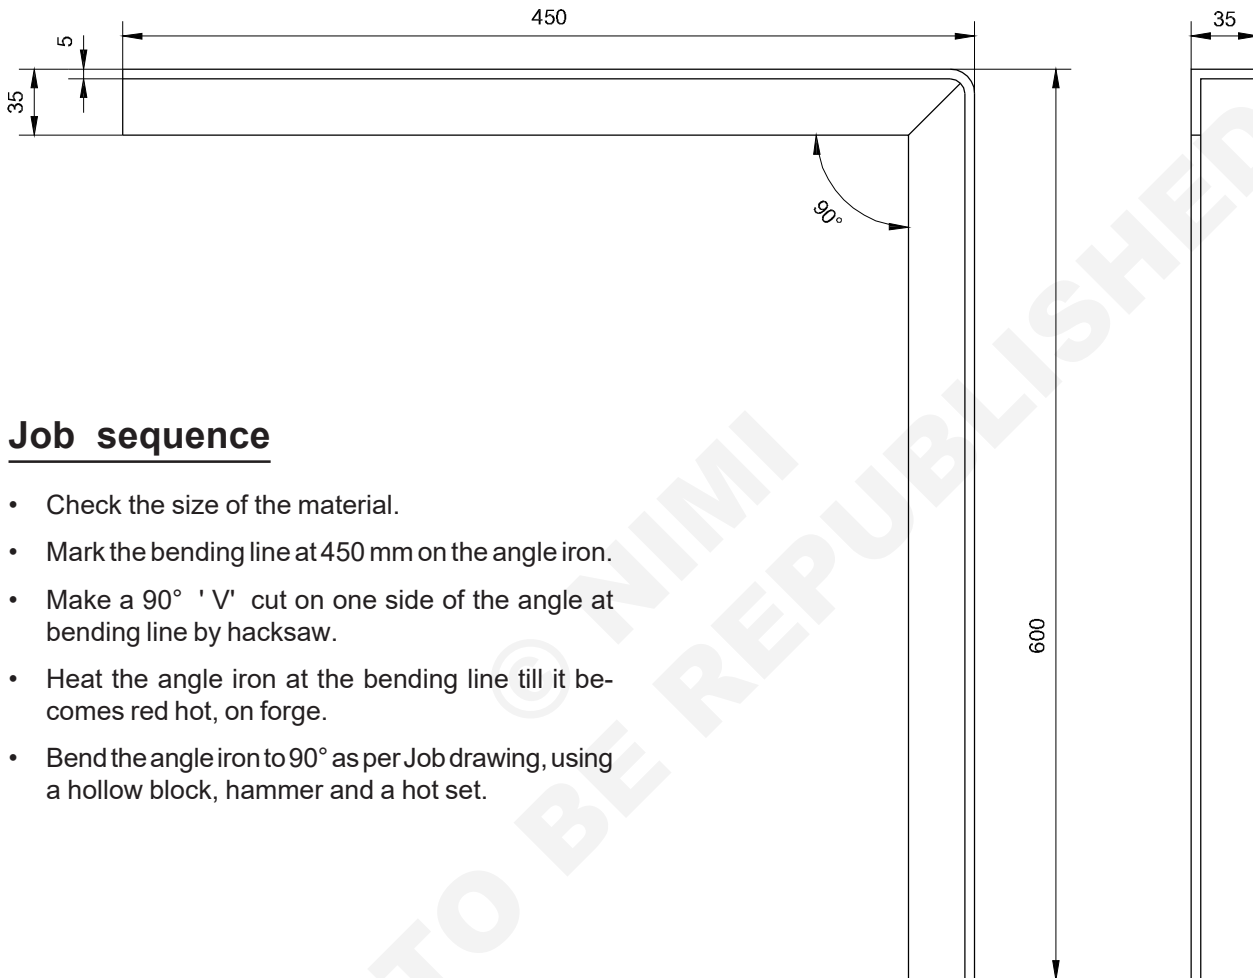 450
35
5
35
90°
Job sequence
• Check the size of the material.
• Mark the bending line at 450 mm on the angle iron.
• Make a 90° ' V' cut on one side of the angle at
bending line by hacksaw.
• Heat the angle iron at the bending line till it be-
comes red hot, on forge.
• Bend the angle iron to 90° as per Job drawing, using
a hollow block, hammer and a hot set.
600
© NIMI
TO BE REPUBLISHED